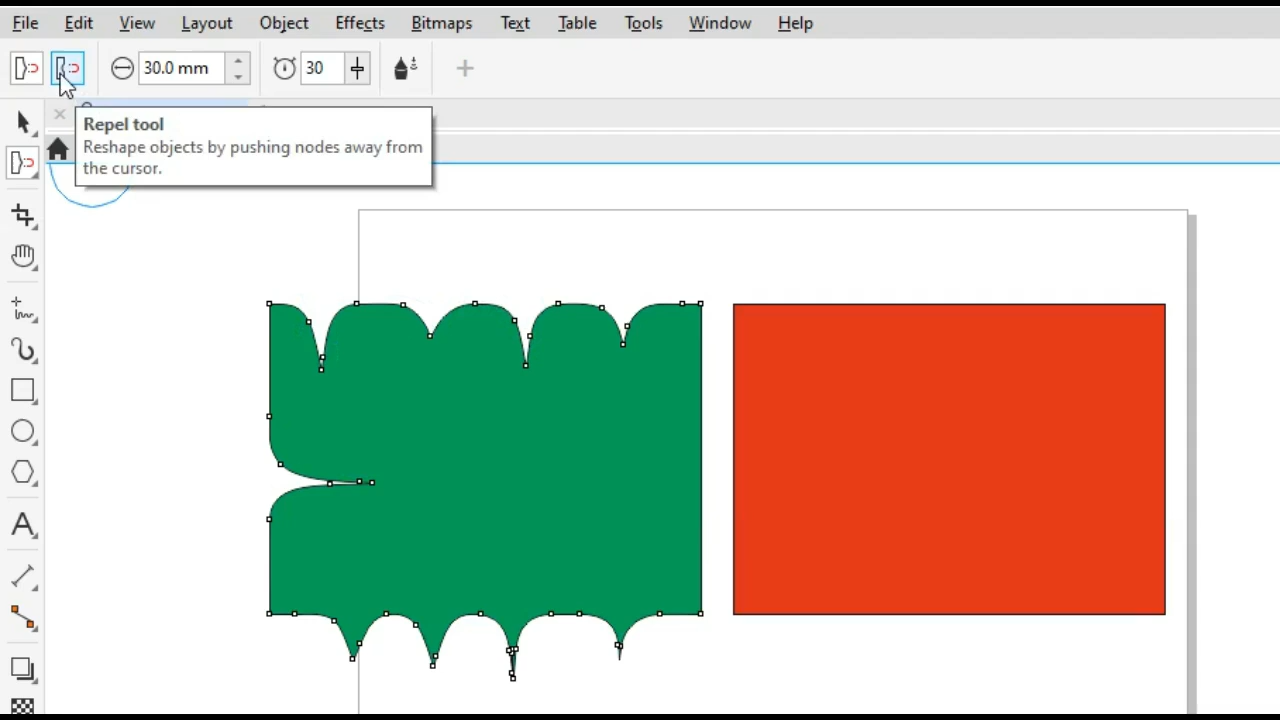 File Edit View Layout Object Effects Bitmaps Text Table Tools Window Help
30.0 mm 30
Repel tool
Reshape objects by pushing nodes away from
the cursor.